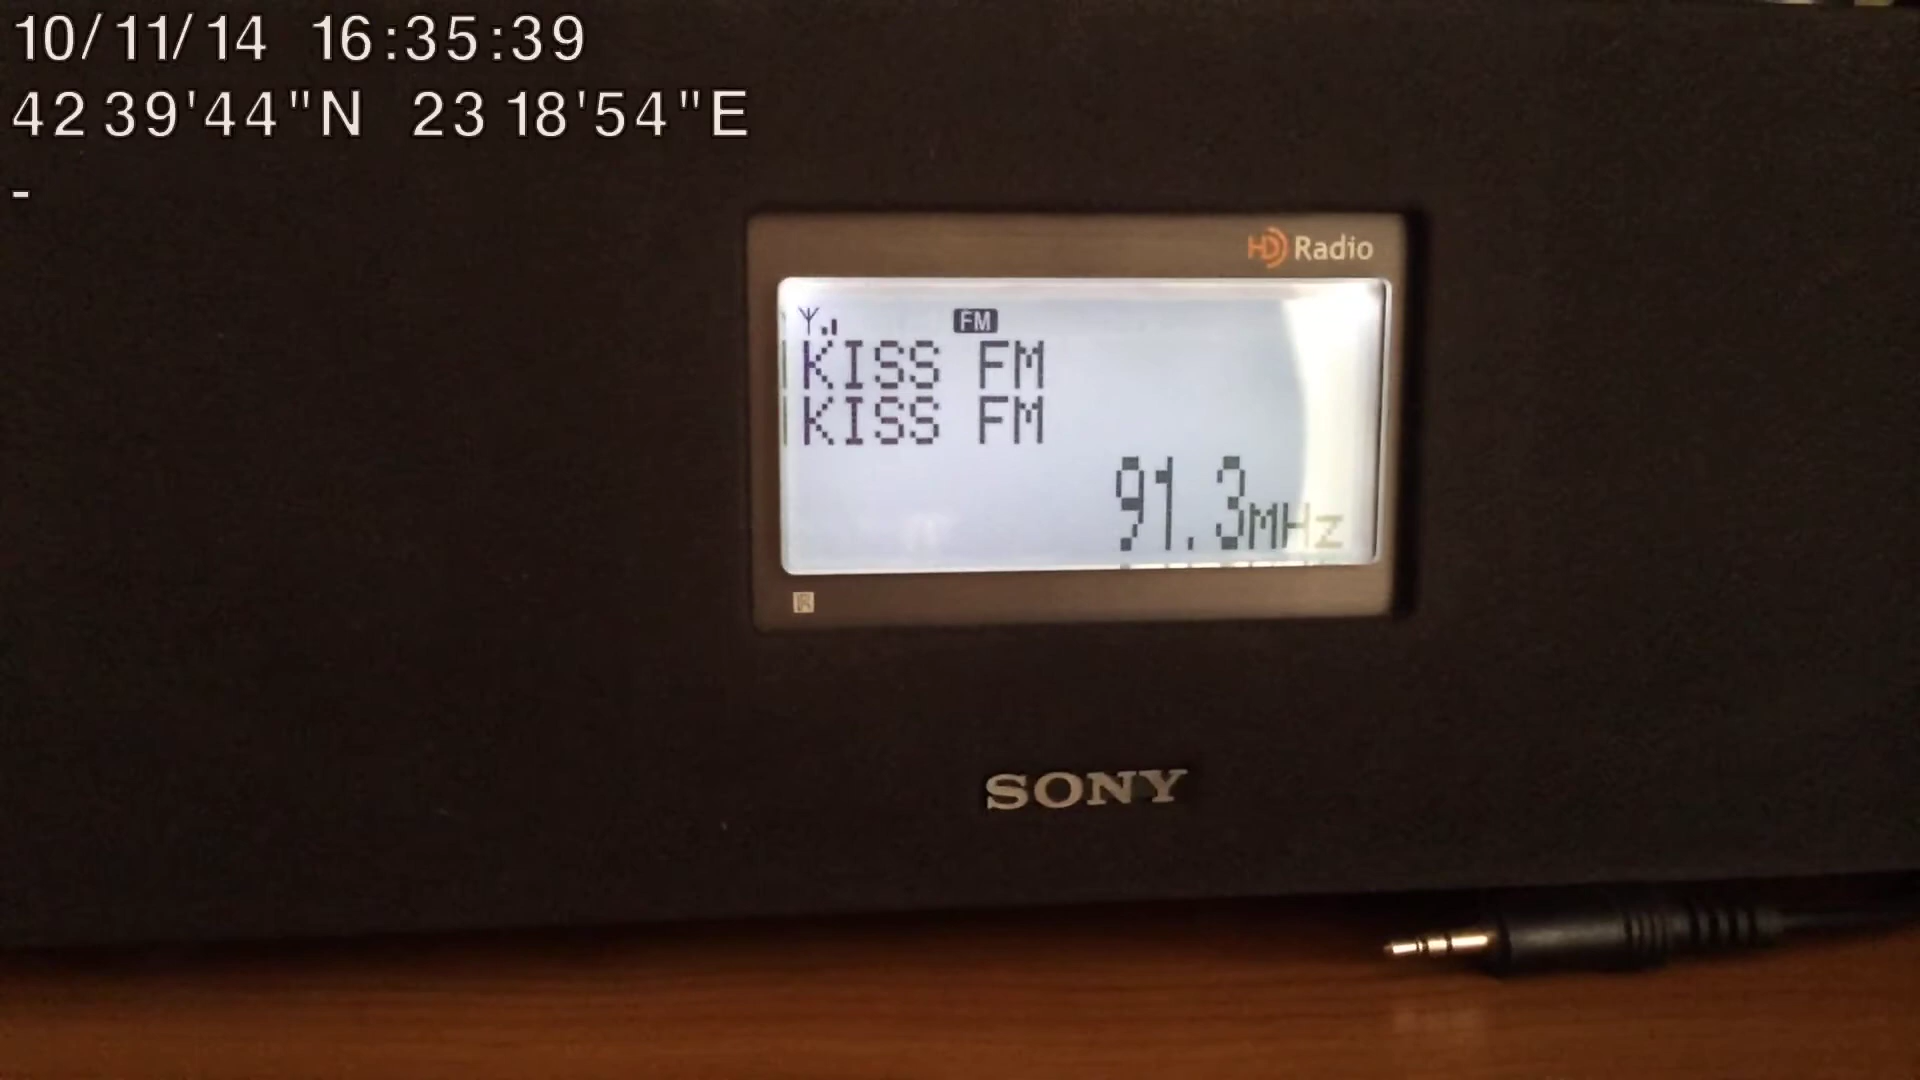 10/11/14 16:35:39
42 39'44"N 23 18'54"E
-
HD Radio
FM
KISS FM
KISS FM
91.3MHz
SONY